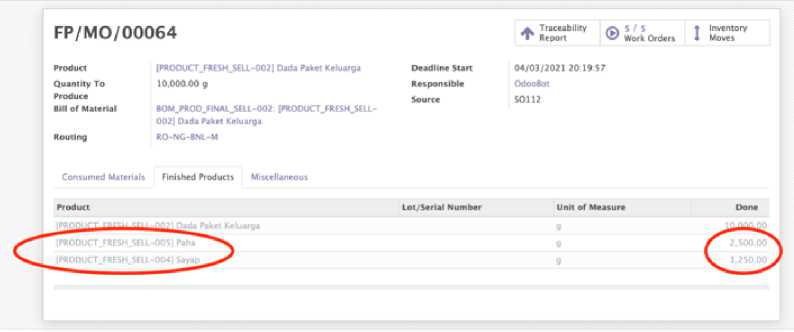 FP/MO/00064
Traceability Report
5 / 5 Work Orders
Inventory Moves
Product [PRODUCT_FRESH_SELL-002] Dada Paket Keluarga
Quantity To Produce 10,000.00 g
Bill of Material BOM_PROD_FINAL_SELL-002: [PRODUCT_FRESH_SELL-
002] Dada Paket Keluarga
Routing RO-NG-BNL-M
Deadline Start 04/03/2021 20:19:57
Responsible OdooBot
Source SO112
Consumed Materials Finished Products Miscellaneous
Product Lot/Serial Number Unit of Measure Done
[PRODUCT_FRESH_SELL-002] Dada Paket Keluarga g 10,000.00
[PRODUCT_FRESH_SELL-005] Paha g 2,500.00
[PRODUCT_FRESH_SELL-004] Sayap g 1,250.00